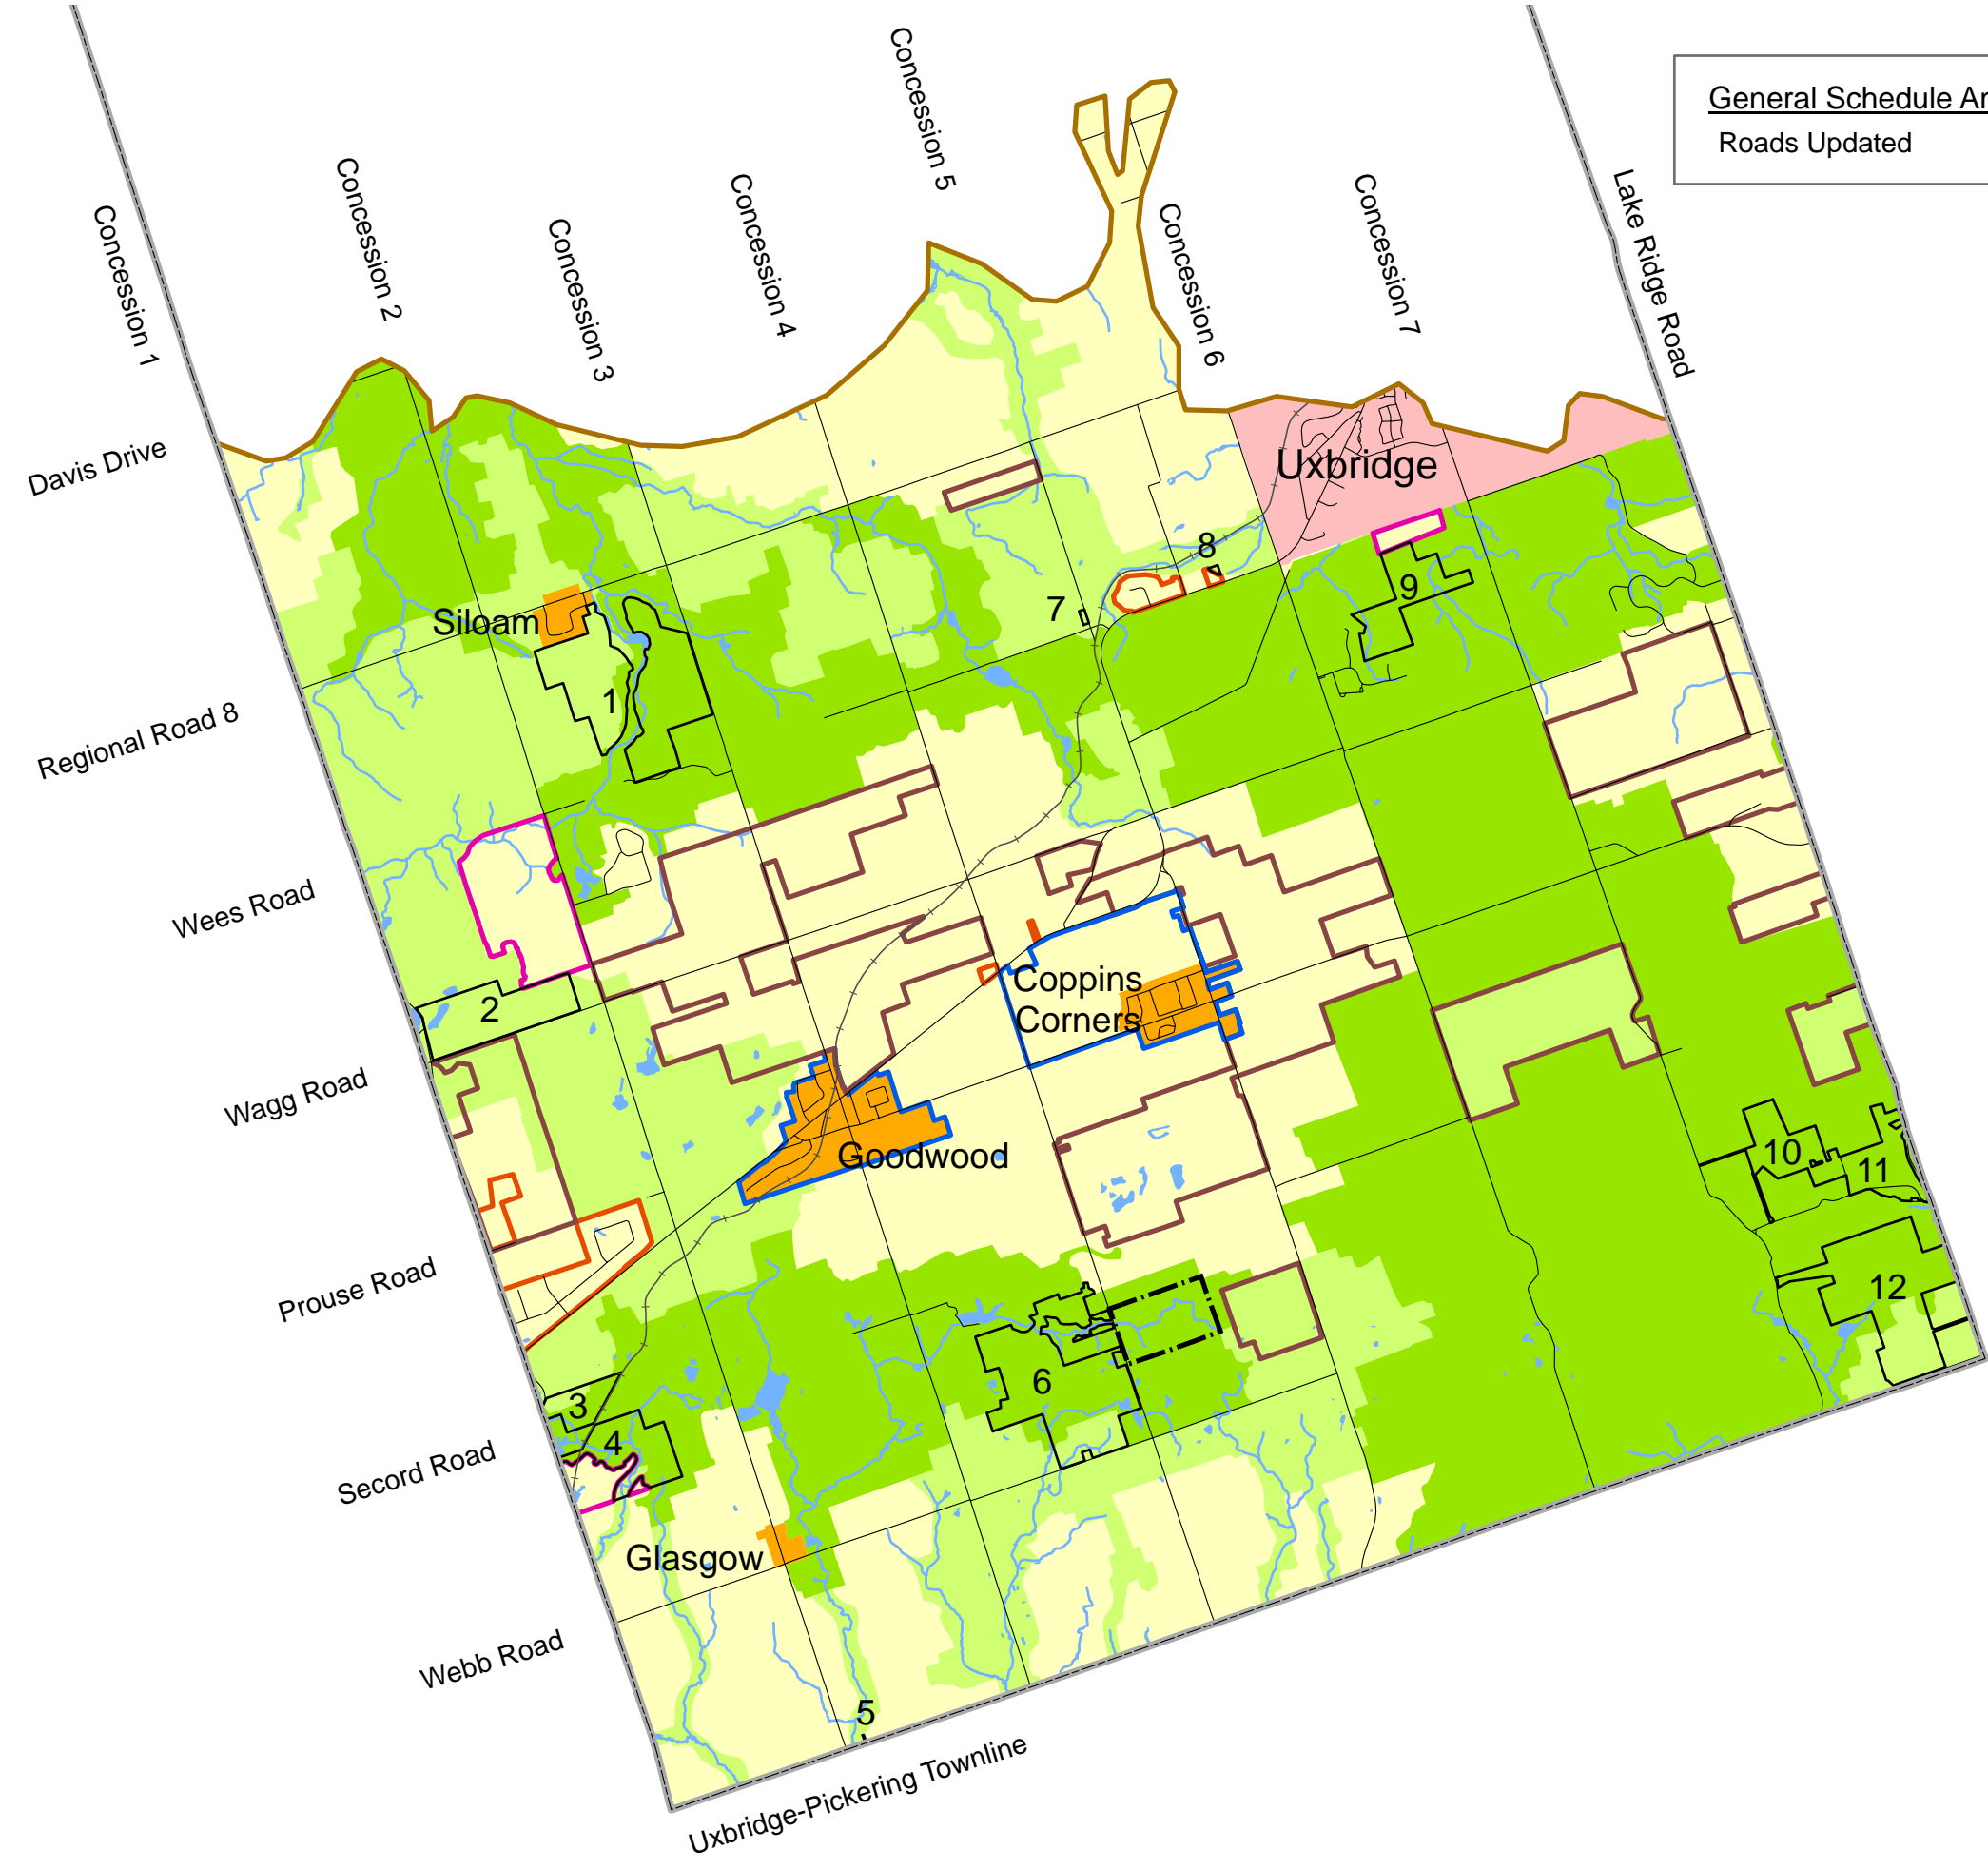 Concession 5
General Schedule Ar
Roads Updated
Concession 2
Concession 4
Lake Ridge Road
Concession 7
Concession 1
Concession 3
Concession 6
Davis Drive
Uxbridge
8
9
7
Siloam
1
Regional Road 8
Wees Road
Coppins
Corners
2
Wagg Road
Goodwood
10
11
Prouse Road
12
6
3
4
Secord Road
Glasgow
Webb Road
5
Uxbridge-Pickering Townline